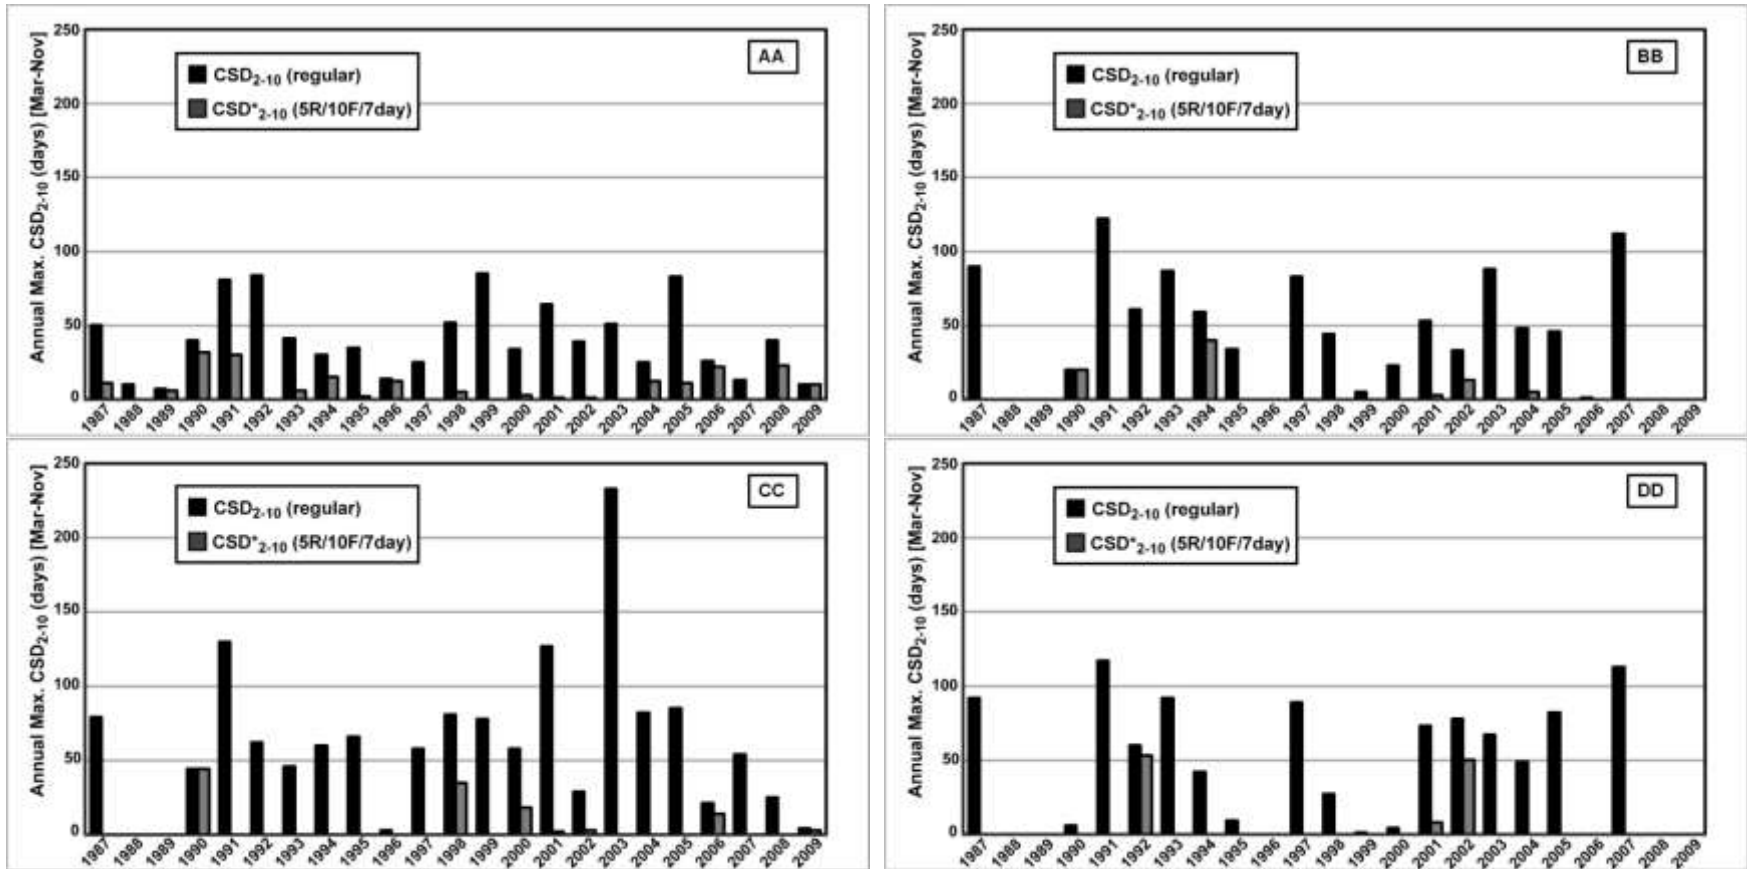 250
200
150
100
50
0
Annual Max. CSD2-10 (days) [Mar-Nov]
AA
CSD2-10 (regular)
CSD*2-10 (5R/10F/7day)
1987 1988 1989 1990 1991 1992 1993 1994 1995 1996 1997 1998 1999 2000 2001 2002 2003 2004 2005 2006 2007 2008 2009
250
200
150
100
50
0
Annual Max. CSD2-10 (days) [Mar-Nov]
BB
CSD2-10 (regular)
CSD*2-10 (5R/10F/7day)
1987 1988 1989 1990 1991 1992 1993 1994 1995 1996 1997 1998 1999 2000 2001 2002 2003 2004 2005 2006 2007 2008 2009
250
200
150
100
50
0
Annual Max. CSD2-10 (days) [Mar-Nov]
CC
CSD2-10 (regular)
CSD*2-10 (5R/10F/7day)
1987 1988 1989 1990 1991 1992 1993 1994 1995 1996 1997 1998 1999 2000 2001 2002 2003 2004 2005 2006 2007 2008 2009
250
200
150
100
50
0
Annual Max. CSD2-10 (days) [Mar-Nov]
DD
CSD2-10 (regular)
CSD*2-10 (5R/10F/7day)
1987 1988 1989 1990 1991 1992 1993 1994 1995 1996 1997 1998 1999 2000 2001 2002 2003 2004 2005 2006 2007 2008 2009